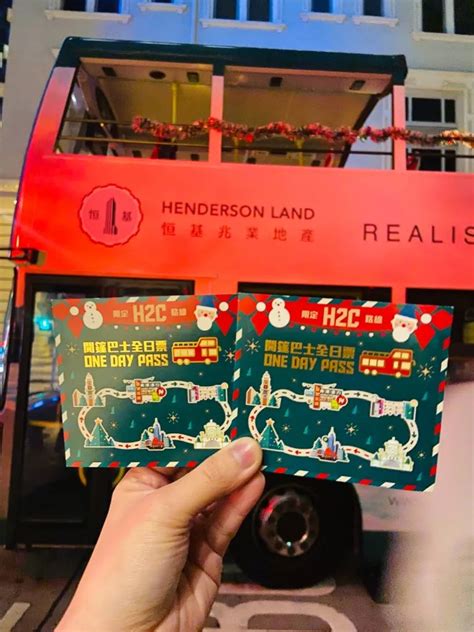 HENDERSON LAND
恒基兆業地產
REALIS
恒 基
限定 H2C 路線
開篷巴士全日票
ONE DAY PASS
限定 H2C 路線
開篷巴士全日票
ONE DAY PASS